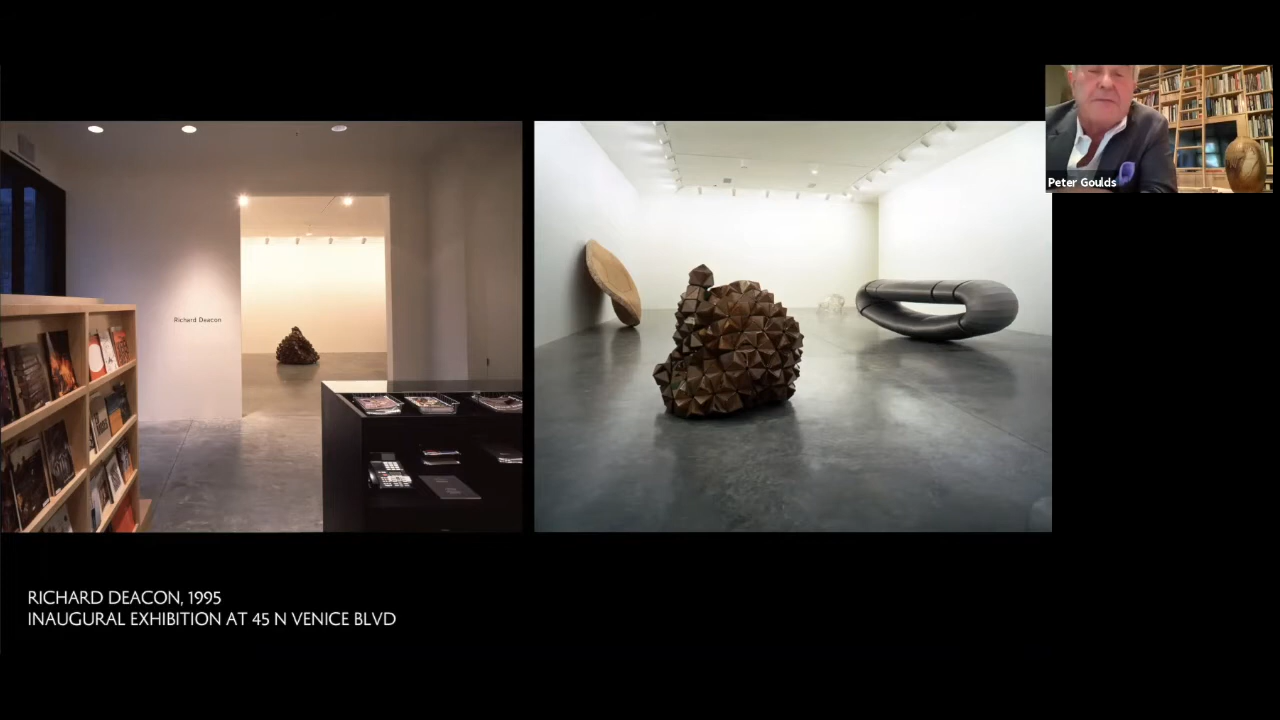 Peter Goulds
Richard Deacon
RICHARD DEACON, 1995
INAUGURAL EXHIBITION AT 45 N VENICE BLVD